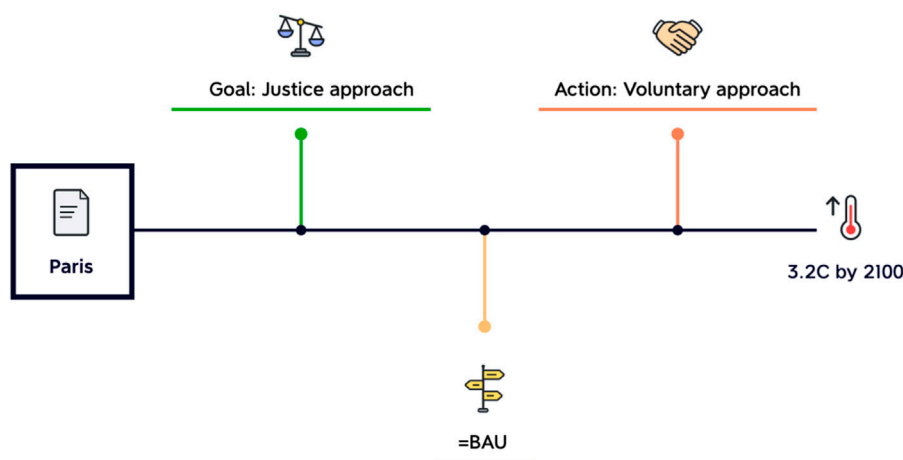 Goal: Justice approach
Action: Voluntary approach
Paris
3.2C by 2100
=BAU